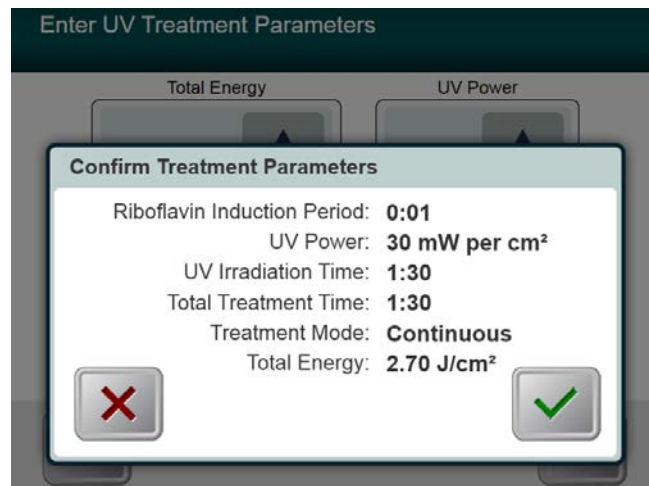 Enter UV Treatment Parameters
Total Energy UV Power
Confirm Treatment Parameters
Riboflavin Induction Period: 0:01
UV Power: 30 mW per cm²
UV Irradiation Time: 1:30
Total Treatment Time: 1:30
Treatment Mode: Continuous
Total Energy: 2.70 J/cm²